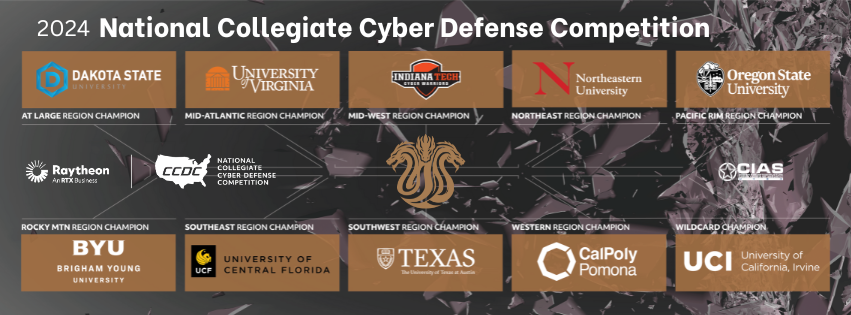 2024 National Collegiate Cyber Defense Competition
DAKOTA STATE
UNIVERSITY
AT LARGE REGION CHAMPION
UNIVERSITY
of VIRGINIA
MID-ATLANTIC REGION CHAMPION
INDIANA TECH
CYBER WARRIORS
MID-WEST REGION CHAMPION
N Northeastern
University
NORTHEAST REGION CHAMPION
Oregon State
University
PACIFIC RIM REGION CHAMPION
Raytheon
An RTX Business
CCDC
NATIONAL
COLLEGIATE
CYBER DEFENSE
COMPETITION
CIAS
ROCKY MTN REGION CHAMPION
BYU
BRIGHAM YOUNG
UNIVERSITY
SOUTHEAST REGION CHAMPION
UCF
UNIVERSITY OF
CENTRAL FLORIDA
SOUTHWEST REGION CHAMPION
TEXAS
The University of Texas at Austin
WESTERN REGION CHAMPION
CalPoly
Pomona
WILDCARD CHAMPION
UCI
University of
California, Irvine